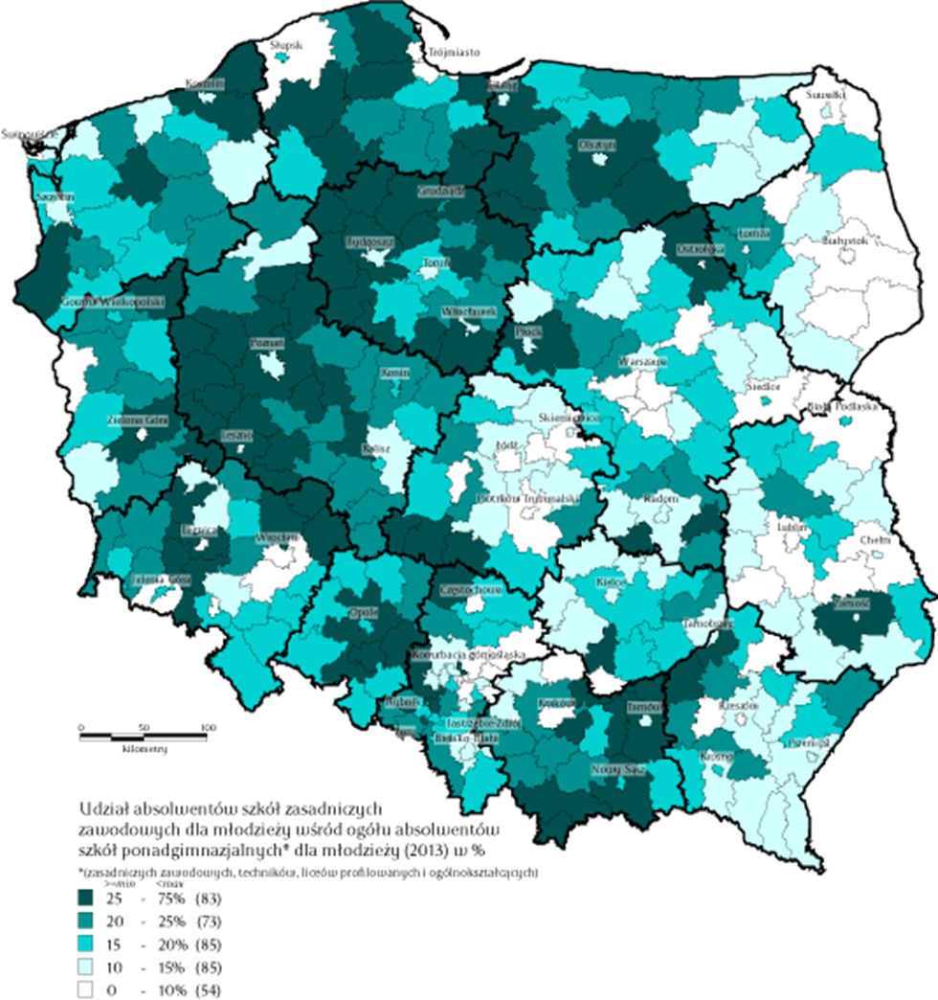 Słupsk
Trójmiasto
Koszalin
Elbląg
Suwałki
Świnoujście
Olsztyn
Szczecin
Grudziądz
Łomża
Białystok
Bydgoszcz
Ostrołęka
Toruń
Gorzów Wielkopolski
Włocławek
Płock
Poznań
Warszawa
Konin
Siedlce
Biała Podlaska
Zielona Góra
Skierniewice
Leszno
Kalisz
Łódź
Piotrków Trybunalski
Radom
Legnica
Wrocław
Lublin
Chełm
Jelenia Góra
Kielce
Częstochowa
Zamość
Opole
Tarnobrzeg
Konurbacja górnośląska
Rybnik
Kraków
Tarnów
Rzeszów
Jastrzębie-Zdrój
Bielsko-Biała
Przemyśl
Krosno
Nowy Sącz
0 50 100
kilometry
Udział absolwentów szkół zasadniczych
zawodowych dla młodzieży wśród ogółu absolwentów
szkół ponadgimnazjalnych* dla młodzieży (2013) w %
*(zasadniczych zawodowych, techników, liceów profilowanych i ogólnokształcących)
>=min <max
25 - 75% (83)
20 - 25% (73)
15 - 20% (85)
10 - 15% (85)
0 - 10% (54)